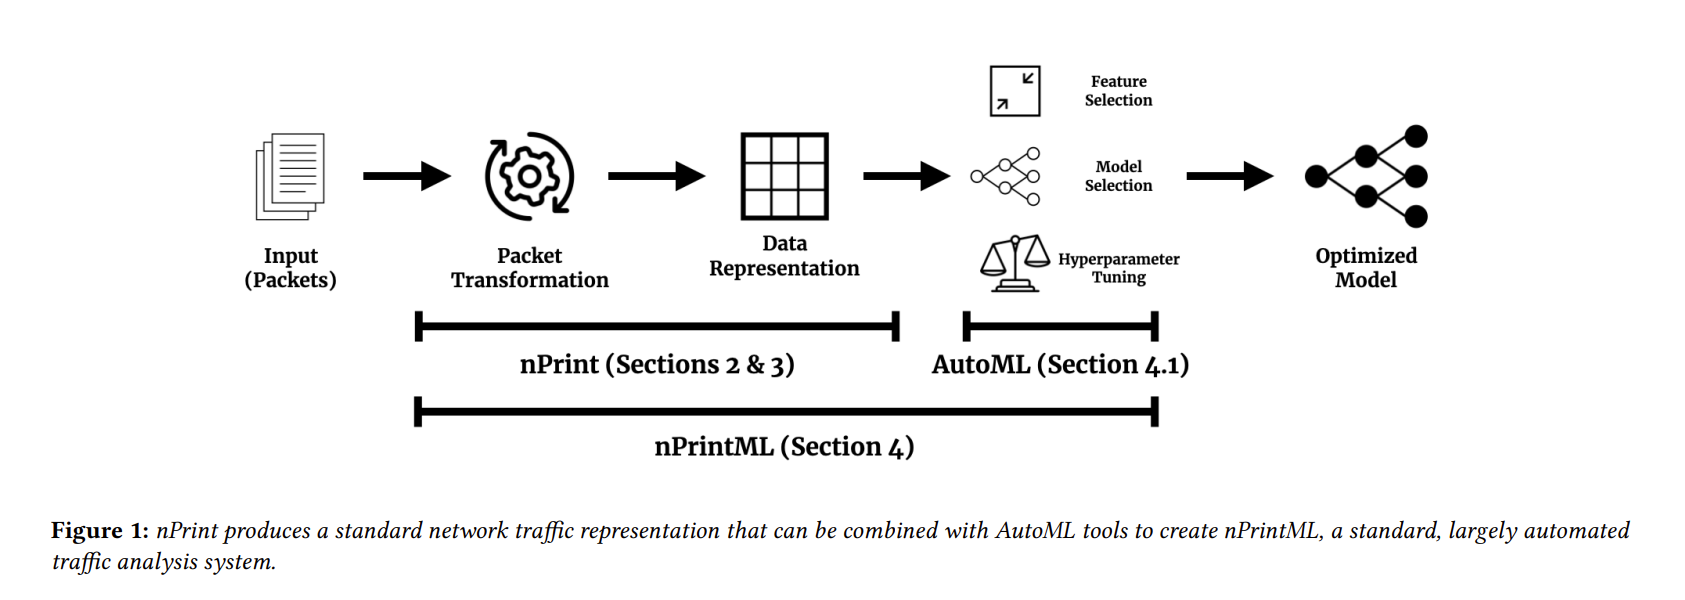 Input
(Packets)
Packet
Transformation
Data
Representation
Feature
Selection
Model
Selection
Hyperparameter
Tuning
Optimized
Model
nPrint (Sections 2 & 3)
AutoML (Section 4.1)
nPrintML (Section 4)
Figure 1: nPrint produces a standard network traffic representation that can be combined with AutoML tools to create nPrintML, a standard, largely automated
traffic analysis system.